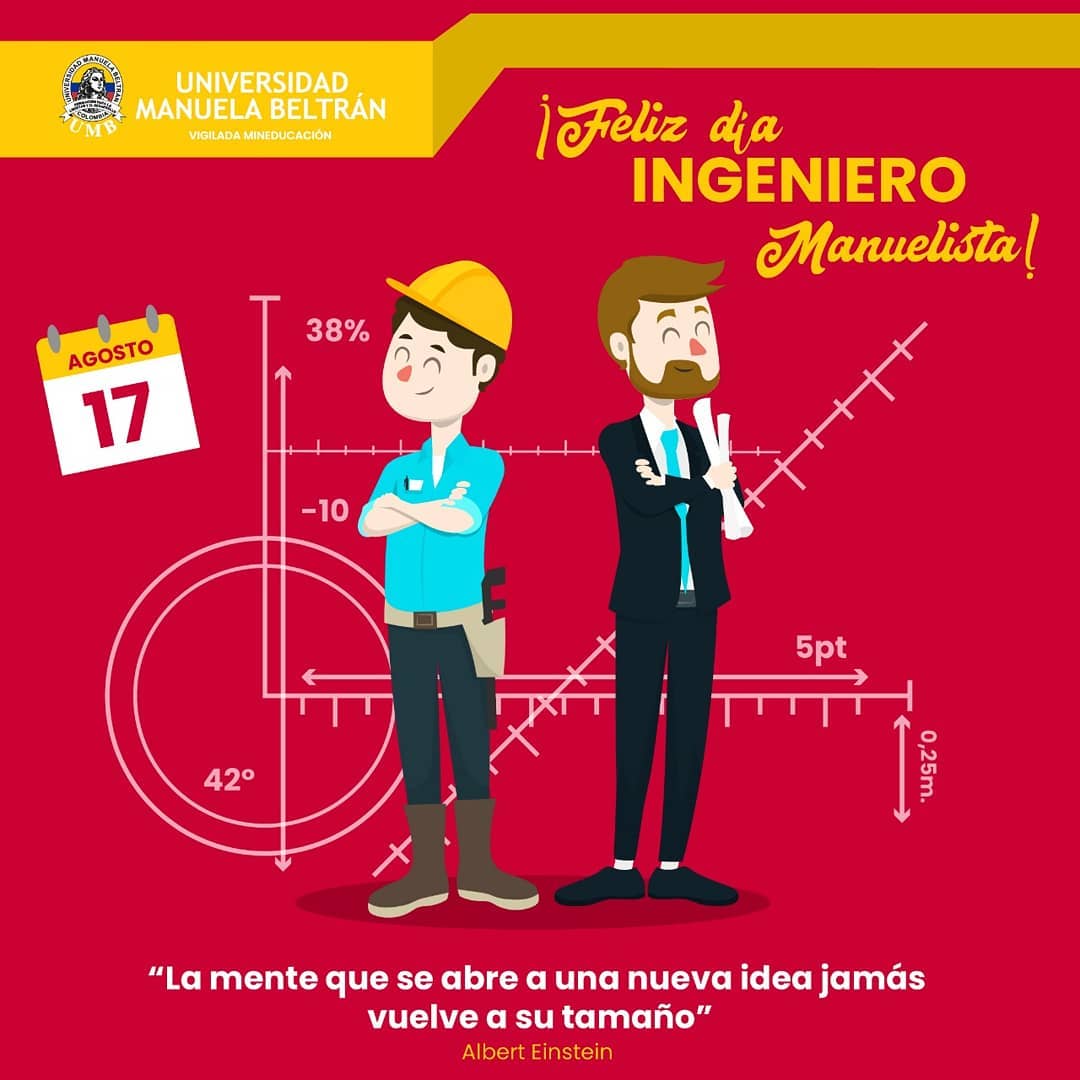 UNIVERSIDAD MANUELA BELTRÁN
COLOMBIA
UMB
UNIVERSIDAD
MANUELA BELTRÁN
VIGILADA MINEDUCACIÓN
¡Feliz día
INGENIERO
Manuelista!
AGOSTO
17
38%
-10
5pt
0,25m.
42º
“La mente que se abre a una nueva idea jamás
vuelve a su tamaño”
Albert Einstein